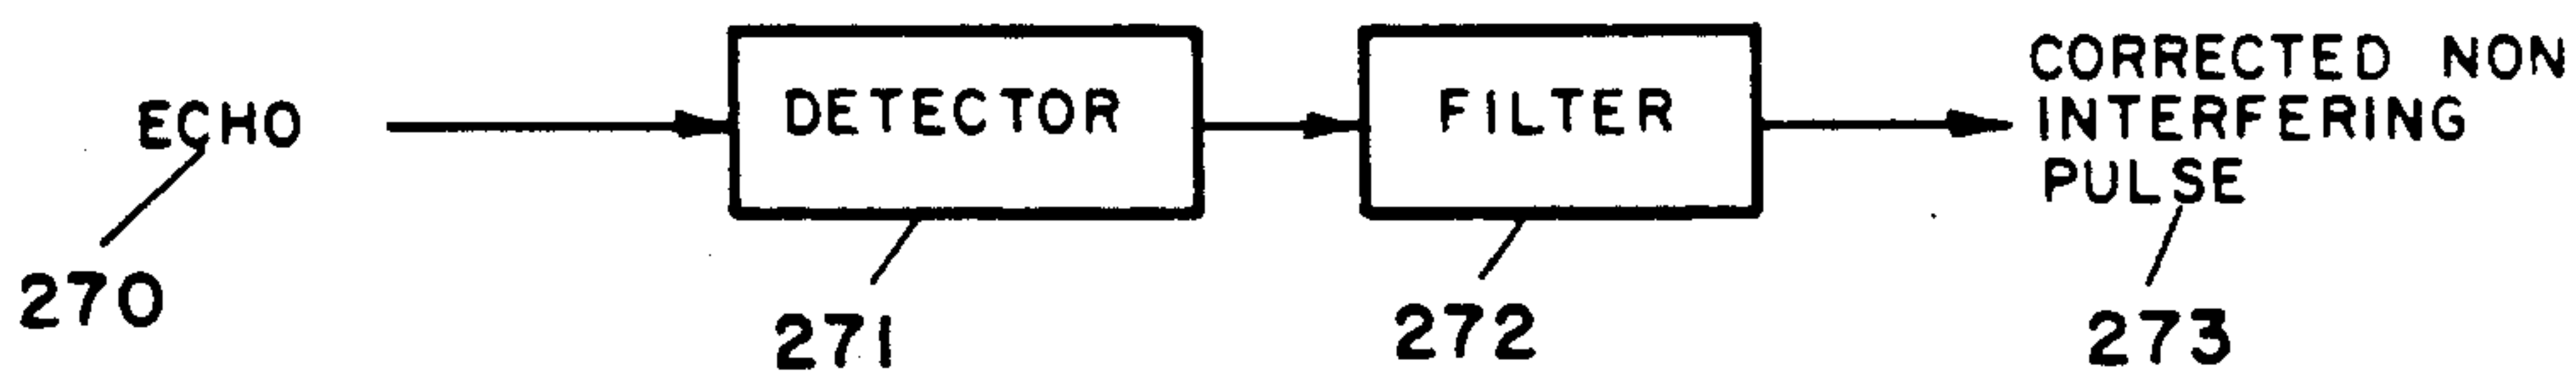 ECHO
DETECTOR
FILTER
CORRECTED NON
INTERFERING
PULSE
270
271
272
273